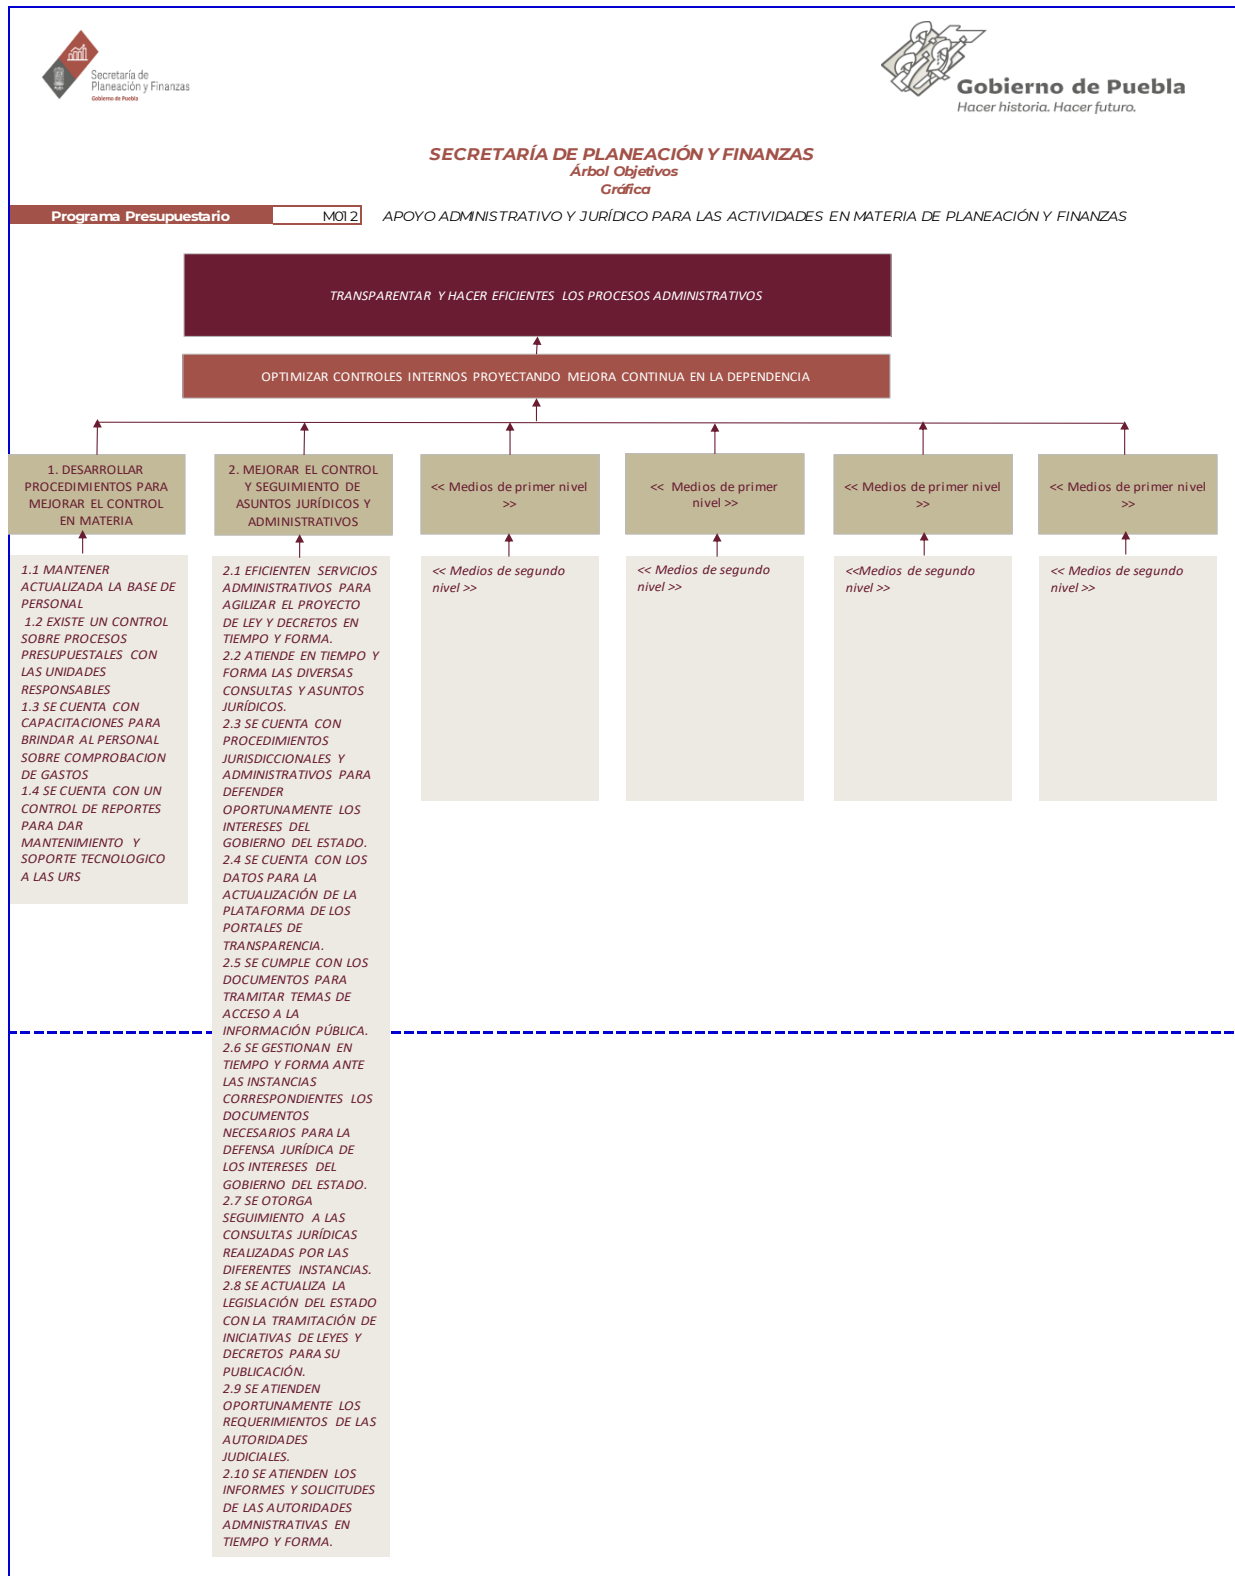 Secretaría de
Planeación y Finanzas
Gobierno de Puebla
Gobierno de Puebla
Hacer historia. Hacer futuro.
SECRETARÍA DE PLANEACIÓN Y FINANZAS
Árbol Objetivos
Gráfica
Programa Presupuestario M012 APOYO ADMINISTRATIVO Y JURÍDICO PARA LAS ACTIVIDADES EN MATERIA DE PLANEACIÓN Y FINANZAS
TRANSPARENTAR Y HACER EFICIENTES LOS PROCESOS ADMINISTRATIVOS
OPTIMIZAR CONTROLES INTERNOS PROYECTANDO MEJORA CONTINUA EN LA DEPENDENCIA
1. DESARROLLAR
PROCEDIMIENTOS PARA
MEJORAR EL CONTROL
EN MATERIA
2. MEJORAR EL CONTROL
Y SEGUIMIENTO DE
ASUNTOS JURÍDICOS Y
ADMINISTRATIVOS
<< Medios de primer nivel
>>
<< Medios de primer
nivel >>
<< Medios de primer nivel
>>
<< Medios de primer nivel
>>
1.1 MANTENER
ACTUALIZADA LA BASE DE
PERSONAL
1.2 EXISTE UN CONTROL
SOBRE PROCESOS
PRESUPUESTALES CON
LAS UNIDADES
RESPONSABLES
1.3 SE CUENTA CON
CAPACITACIONES PARA
BRINDAR AL PERSONAL
SOBRE COMPROBACION
DE GASTOS
1.4 SE CUENTA CON UN
CONTROL DE REPORTES
PARA DAR
MANTENIMIENTO Y
SOPORTE TECNOLOGICO
A LAS URS
2.1 EFICIENTEN SERVICIOS
ADMINISTRATIVOS PARA
AGILIZAR EL PROYECTO
DE LEY Y DECRETOS EN
TIEMPO Y FORMA.
2.2 ATIENDE EN TIEMPO Y
FORMA LAS DIVERSAS
CONSULTAS Y ASUNTOS
JURÍDICOS.
2.3 SE CUENTA CON
PROCEDIMIENTOS
JURISDICCIONALES Y
ADMINISTRATIVOS PARA
DEFENDER
OPORTUNAMENTE LOS
INTERESES DEL
GOBIERNO DEL ESTADO.
2.4 SE CUENTA CON LOS
DATOS PARA LA
ACTUALIZACIÓN DE LA
PLATAFORMA DE LOS
PORTALES DE
TRANSPARENCIA.
2.5 SE CUMPLE CON LOS
DOCUMENTOS PARA
TRAMITAR TEMAS DE
ACCESO A LA
INFORMACIÓN PÚBLICA.
2.6 SE GESTIONAN EN
TIEMPO Y FORMA ANTE
LAS INSTANCIAS
CORRESPONDIENTES LOS
DOCUMENTOS
NECESARIOS PARA LA
DEFENSA JURÍDICA DE
LOS INTERESES DEL
GOBIERNO DEL ESTADO.
2.7 SE OTORGA
SEGUIMIENTO A LAS
CONSULTAS JURÍDICAS
REALIZADAS POR LAS
DIFERENTES INSTANCIAS.
2.8 SE ACTUALIZA LA
LEGISLACIÓN DEL ESTADO
CON LA TRAMITACIÓN DE
INICIATIVAS DE LEYES Y
DECRETOS PARA SU
PUBLICACIÓN.
2.9 SE ATIENDEN
OPORTUNAMENTE LOS
REQUERIMIENTOS DE LAS
AUTORIDADES
JUDICIALES.
2.10 SE ATIENDEN LOS
INFORMES Y SOLICITUDES
DE LAS AUTORIDADES
ADMNISTRATIVAS EN
TIEMPO Y FORMA.
<< Medios de segundo
nivel >>
<< Medios de segundo
nivel >>
<<Medios de segundo
nivel >>
<< Medios de segundo
nivel >>